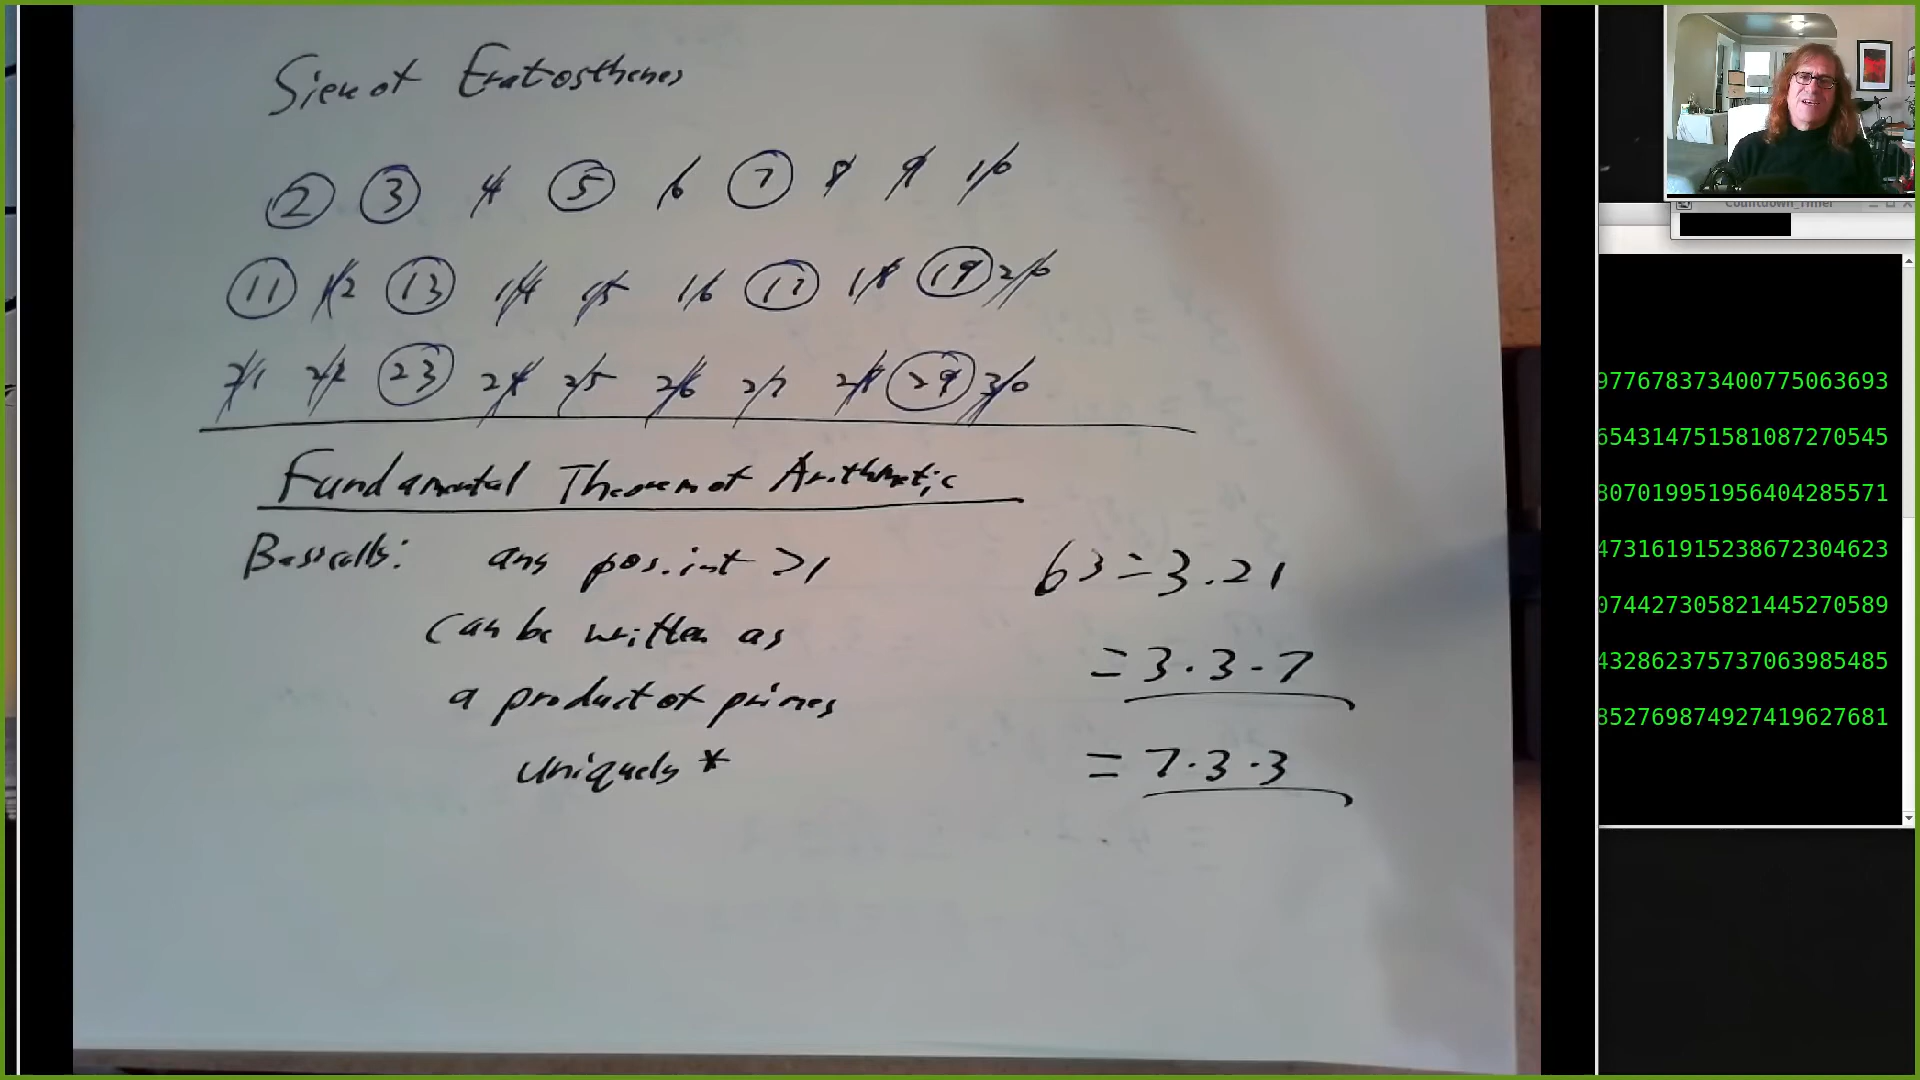 Sieve of Eratosthenes
2 3 4 5 6 7 8 9 10
11 12 13 14 15 16 17 18 19 20
21 22 23 24 25 26 27 28 29 30
Fundamental Theorem of Arithmetic
Basically: any pos. int >1
can be written as
a product of primes
uniquely *
63 = 3 . 21
= 3 · 3 · 7
= 7 · 3 · 3
Countdown_Timer
977678373400775063693
654314751581087270545
807019951956404285571
473161915238672304623
074427305821445270589
432862375737063985485
852769874927419627681